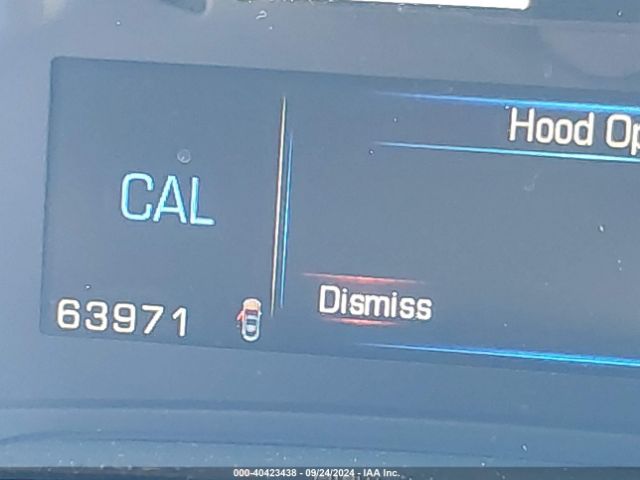 Hood Op
CAL
Dismiss
63971
000-40423438 - 09/24/2024 - IAA Inc.